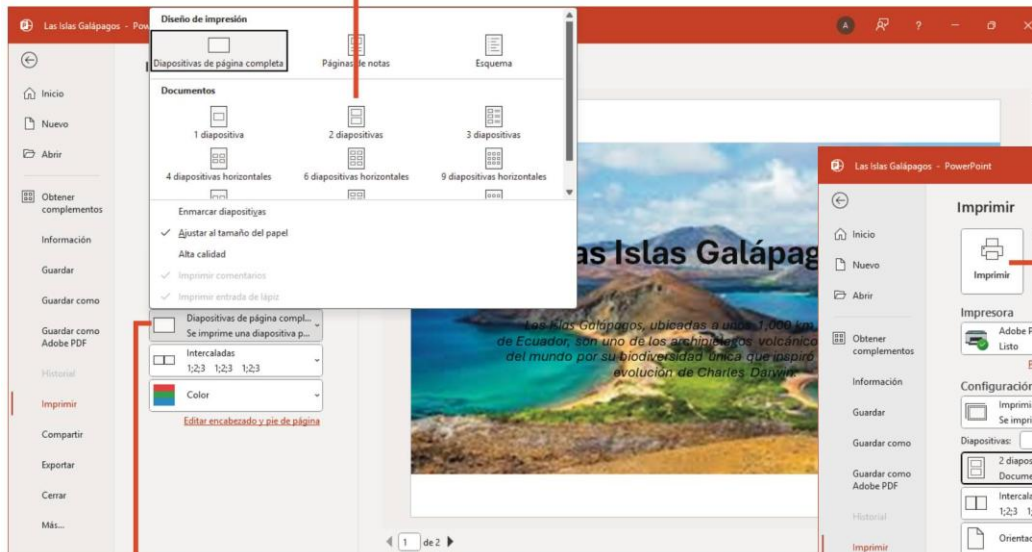 Las Islas Galápagos - Pow
A
?
Inicio
Nuevo
Abrir
Obtener
complementos
Información
Guardar
Guardar como
Guardar como
Adobe PDF
Historial
Imprimir
Compartir
Exportar
Cerrar
Más...
Diseño de impresión
Diapositivas de página completa
Páginas de notas
Esquema
Documentos
1 diapositiva
2 diapositivas
3 diapositivas
4 diapositivas horizontales
6 diapositivas horizontales
9 diapositivas horizontales
Enmarcar diapositivas
Ajustar al tamaño del papel
Alta calidad
Imprimir comentarios
Imprimir entrada de lápiz
Diapositivas de página compl...
Se imprime una diapositiva p...
Intercaladas
1;2;3 1;2;3 1;2;3
Color
Editar encabezado y pie de página
as Islas Galápag
Las Islas Galápagos, ubicadas a unos 1,000 km
de Ecuador, son uno de los archipiélagos volcánico
del mundo por su biodiversidad única que inspiró
evolución de Charles Darwin.
1 de 2
Las Islas Galápagos - PowerPoint
Inicio
Nuevo
Abrir
Obtener
complementos
Información
Guardar
Guardar como
Guardar como
Adobe PDF
Historial
Imprimir
Imprimir
Imprimir
Impresora
Adobe P
Listo
Configuración
Imprimi
Se impri
Diapositivas:
2 diapos
Docume
Intercala
1;2;3 1;
Orientac